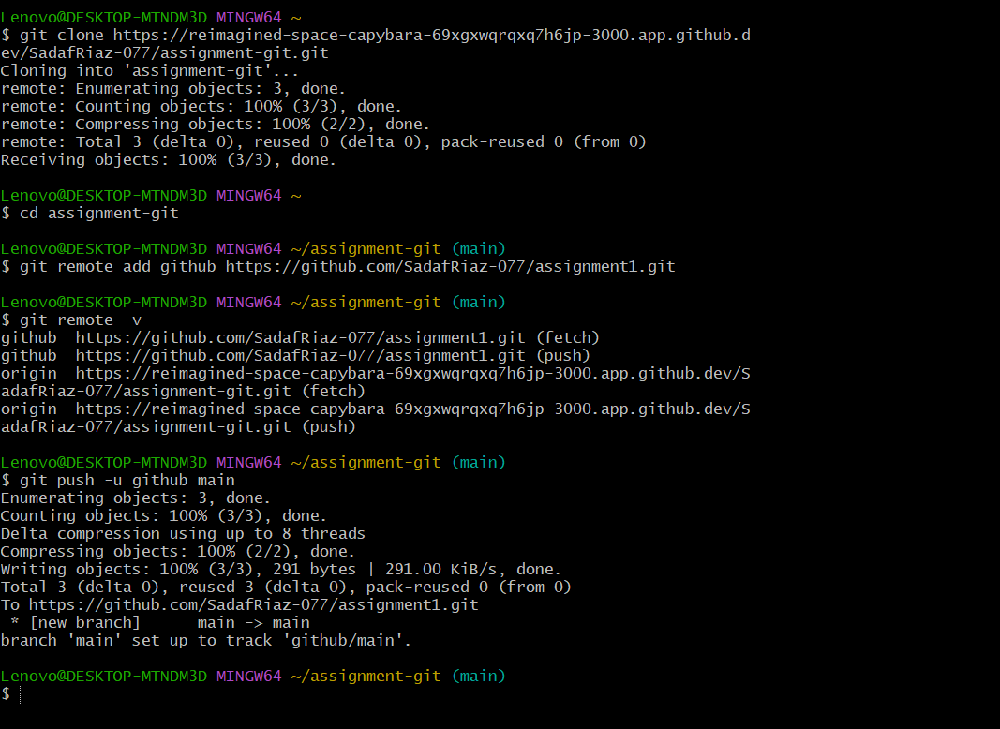 Lenovo@DESKTOP-MTNDM3D MINGW64 ~
$ git clone https://reimagined-space-capybara-69xgxwqrqxq7h6jp-3000.app.github.d
ev/SadafRiaz-077/assignment-git.git
Cloning into 'assignment-git'...
remote: Enumerating objects: 3, done.
remote: Counting objects: 100% (3/3), done.
remote: Compressing objects: 100% (2/2), done.
remote: Total 3 (delta 0), reused 0 (delta 0), pack-reused 0 (from 0)
Receiving objects: 100% (3/3), done.
Lenovo@DESKTOP-MTNDM3D MINGW64 ~
$ cd assignment-git
Lenovo@DESKTOP-MTNDM3D MINGW64 ~/assignment-git (main)
$ git remote add github https://github.com/SadafRiaz-077/assignment1.git
Lenovo@DESKTOP-MTNDM3D MINGW64 ~/assignment-git (main)
$ git remote -v
github  https://github.com/SadafRiaz-077/assignment1.git (fetch)
github  https://github.com/SadafRiaz-077/assignment1.git (push)
origin  https://reimagined-space-capybara-69xgxwqrqxq7h6jp-3000.app.github.dev/S
adafRiaz-077/assignment-git.git (fetch)
origin  https://reimagined-space-capybara-69xgxwqrqxq7h6jp-3000.app.github.dev/S
adafRiaz-077/assignment-git.git (push)
Lenovo@DESKTOP-MTNDM3D MINGW64 ~/assignment-git (main)
$ git push -u github main
Enumerating objects: 3, done.
Counting objects: 100% (3/3), done.
Delta compression using up to 8 threads
Compressing objects: 100% (2/2), done.
Writing objects: 100% (3/3), 291 bytes | 291.00 KiB/s, done.
Total 3 (delta 0), reused 3 (delta 0), pack-reused 0 (from 0)
To https://github.com/SadafRiaz-077/assignment1.git
 * [new branch]      main -> main
branch 'main' set up to track 'github/main'.
Lenovo@DESKTOP-MTNDM3D MINGW64 ~/assignment-git (main)
$